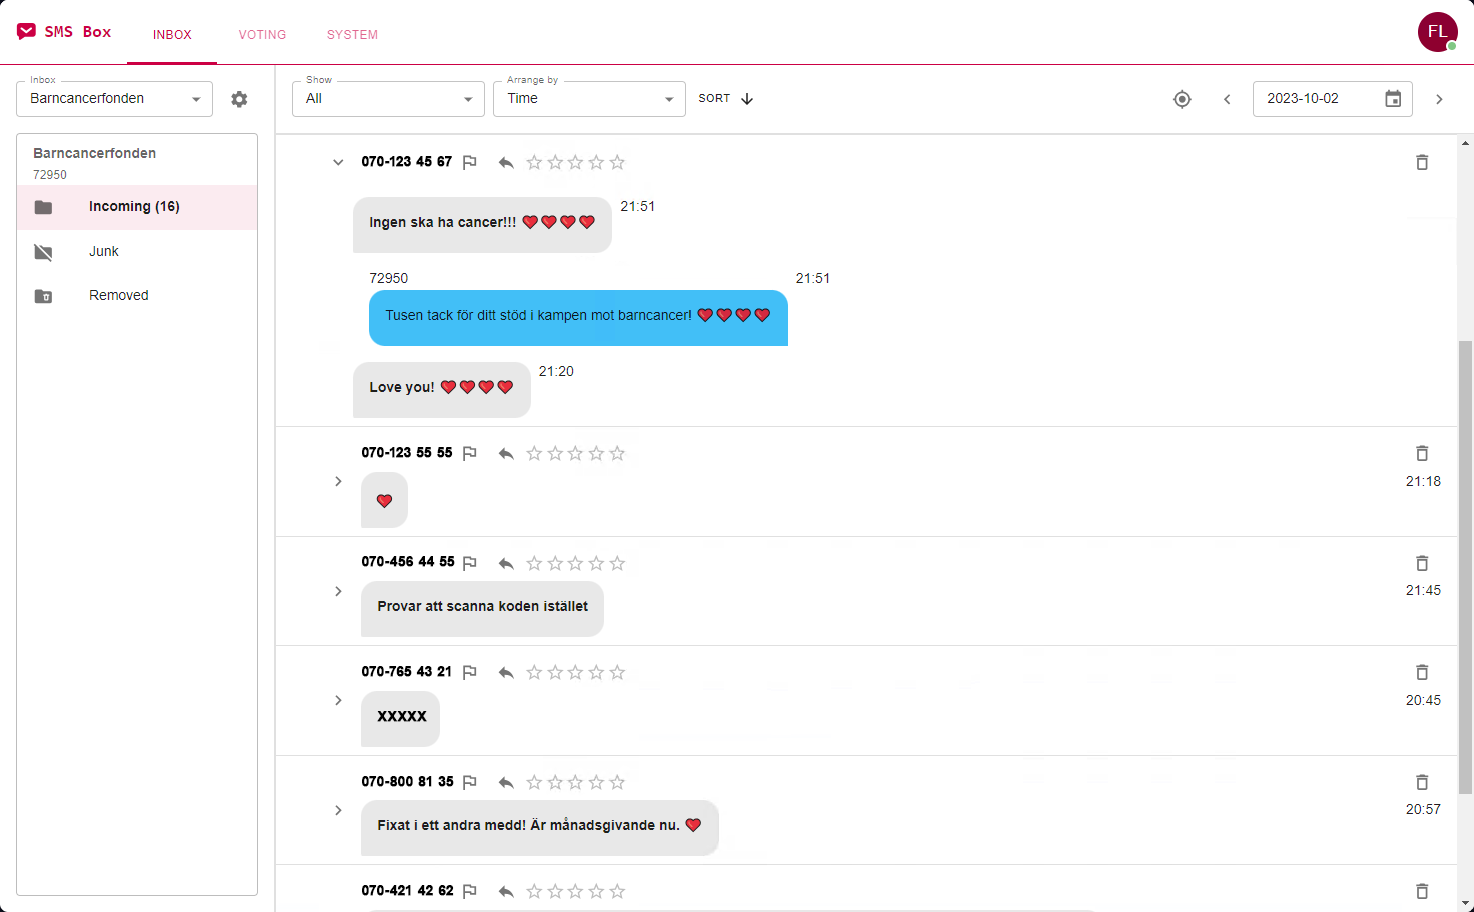 SMS Box
INBOX
VOTING
SYSTEM
FL
Inbox
Barncancerfonden
Show
All
Arrange by
Time
SORT
2023-10-02
Barncancerfonden
72950
Incoming (16)
Junk
Removed
070-123 45 67
Ingen ska ha cancer!!! ❤❤❤❤
21:51
72950
21:51
Tusen tack för ditt stöd i kampen mot barncancer! ❤❤❤❤
Love you! ❤❤❤❤
21:20
070-123 55 55
❤
21:18
070-456 44 55
Provar att scanna koden istället
21:45
070-765 43 21
XXXXX
20:45
070-800 81 35
Fixat i ett andra medd! Är månadsgivande nu. ❤
20:57
070-421 42 62